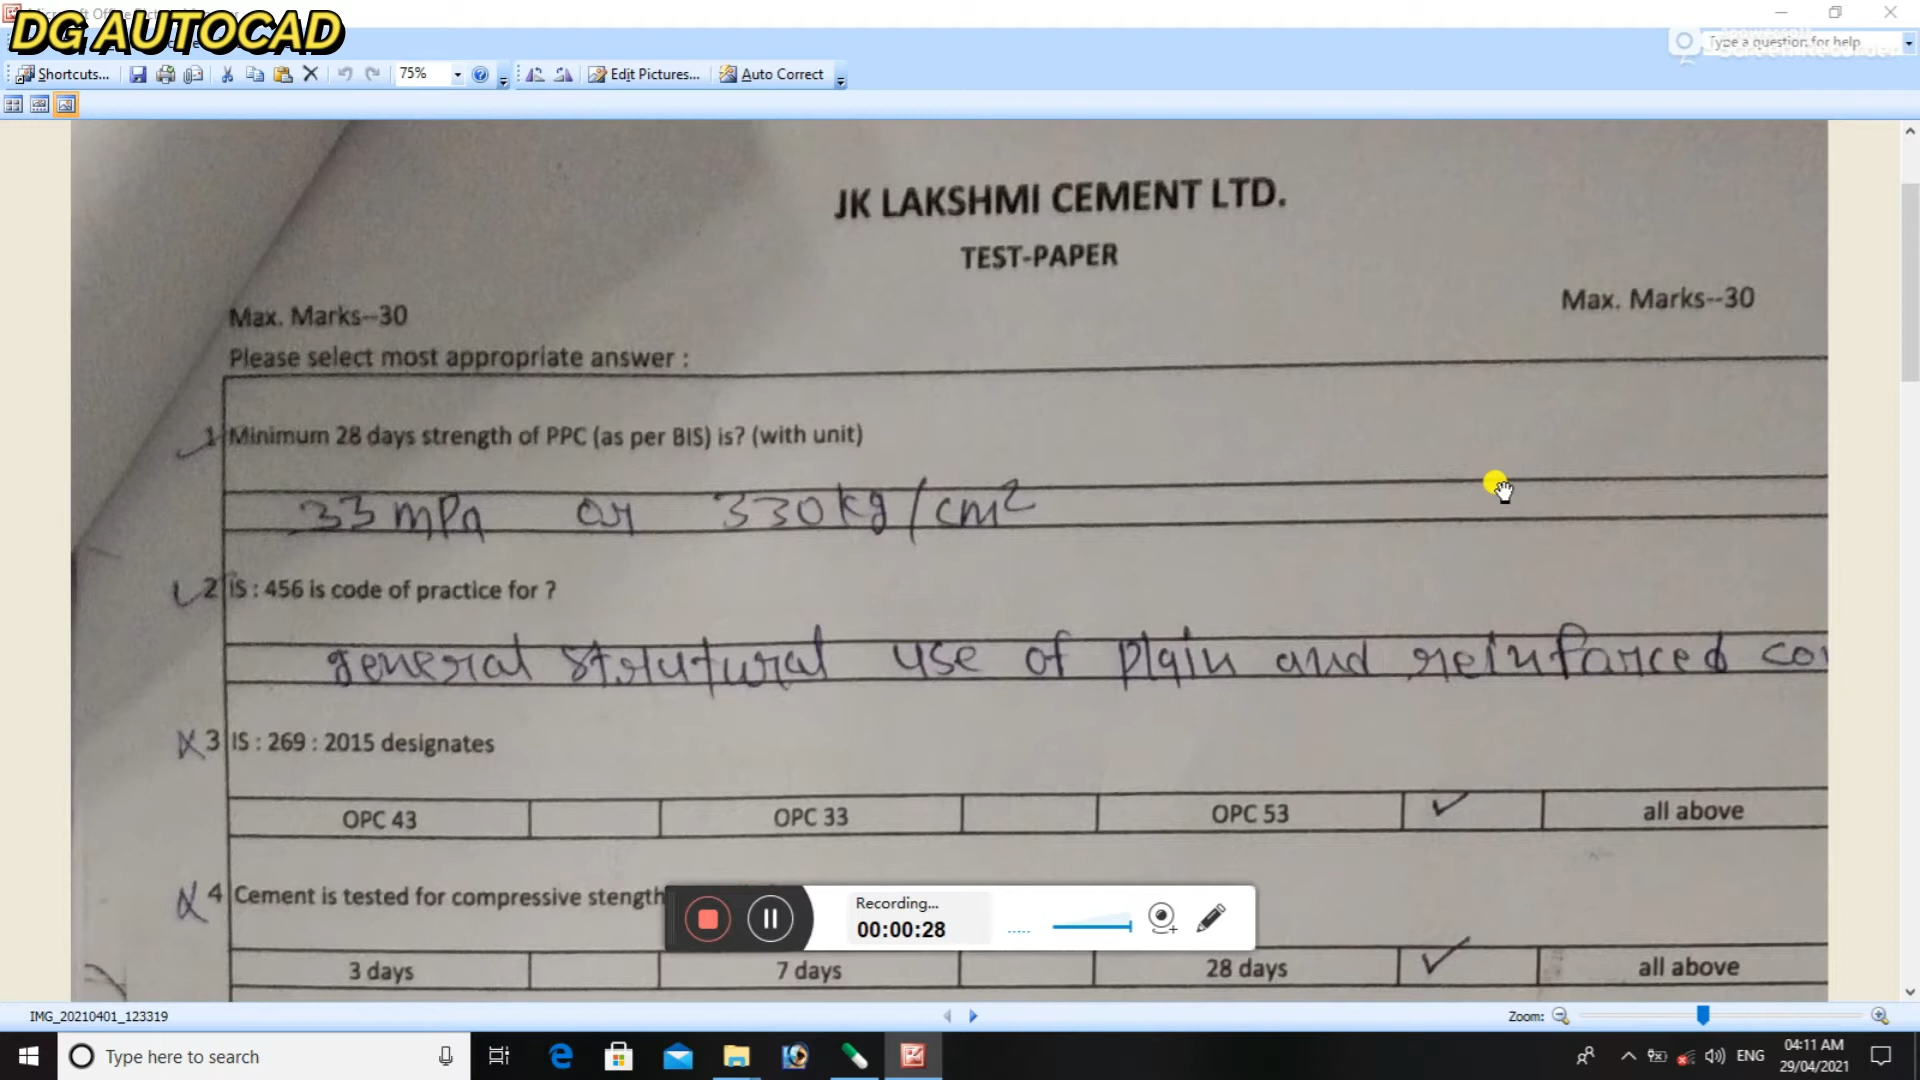 DG AUTOCAD
Type a question for help
Shortcuts...
75%
Edit Pictures...
Auto Correct
JK LAKSHMI CEMENT LTD.
TEST-PAPER
Max. Marks--30
Max. Marks--30
Please select most appropriate answer :
1 Minimum 28 days strength of PPC (as per BIS) is? (with unit)
33 mPa or 330kg/cm²
2 IS : 456 is code of practice for ?
general strutural use of plain and reinforced co
3 IS : 269 : 2015 designates
OPC 43 OPC 33 OPC 53 all above
4 Cement is tested for compressive stength
Recording...
00:00:28
3 days 7 days 28 days all above
IMG_20210401_123319
Zoom:
Type here to search
ENG
04:11 AM
29/04/2021